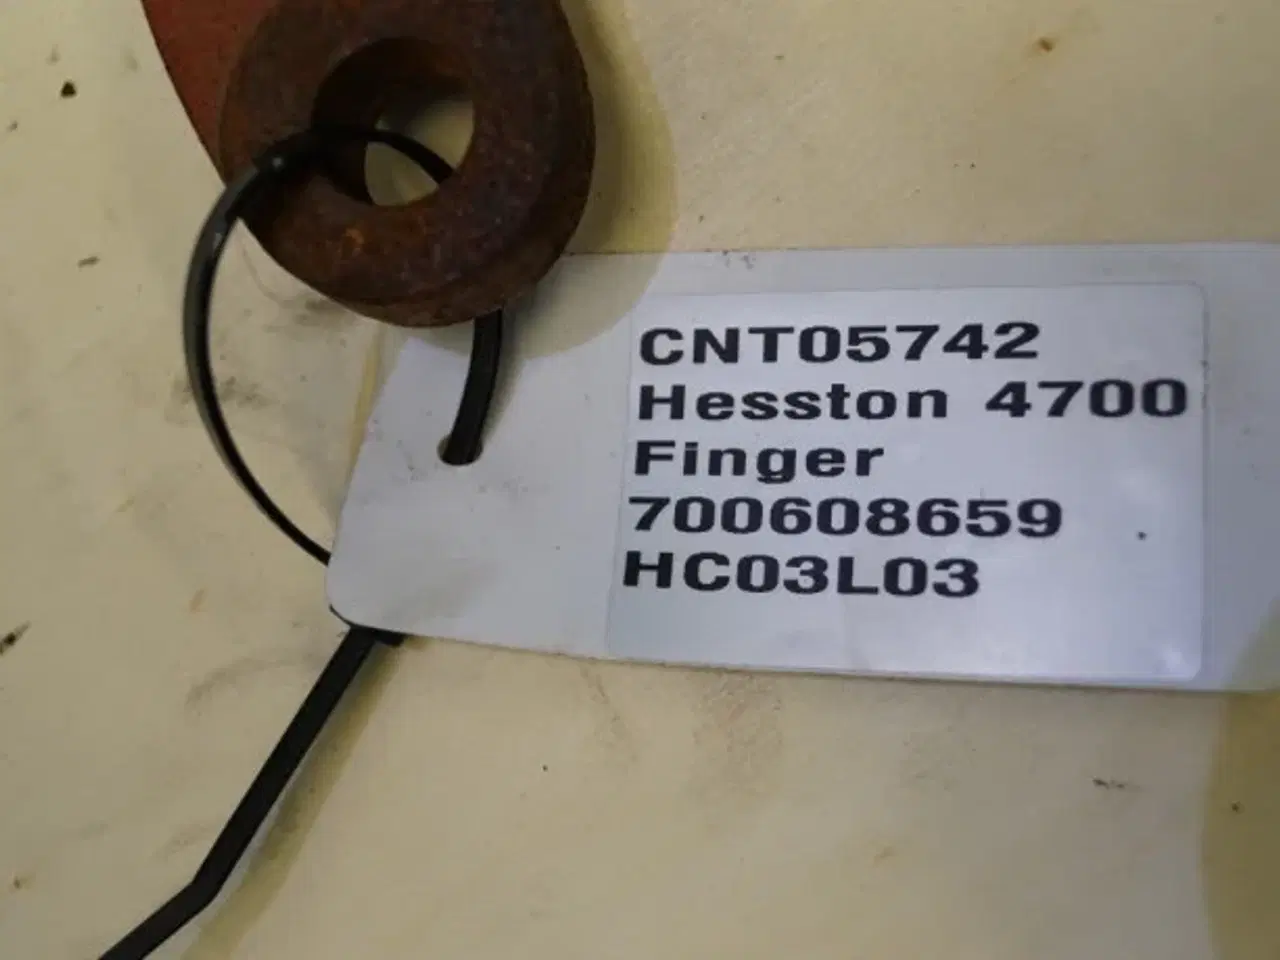 CNT05742
Hesston 4700
Finger
700608659
HC03L03